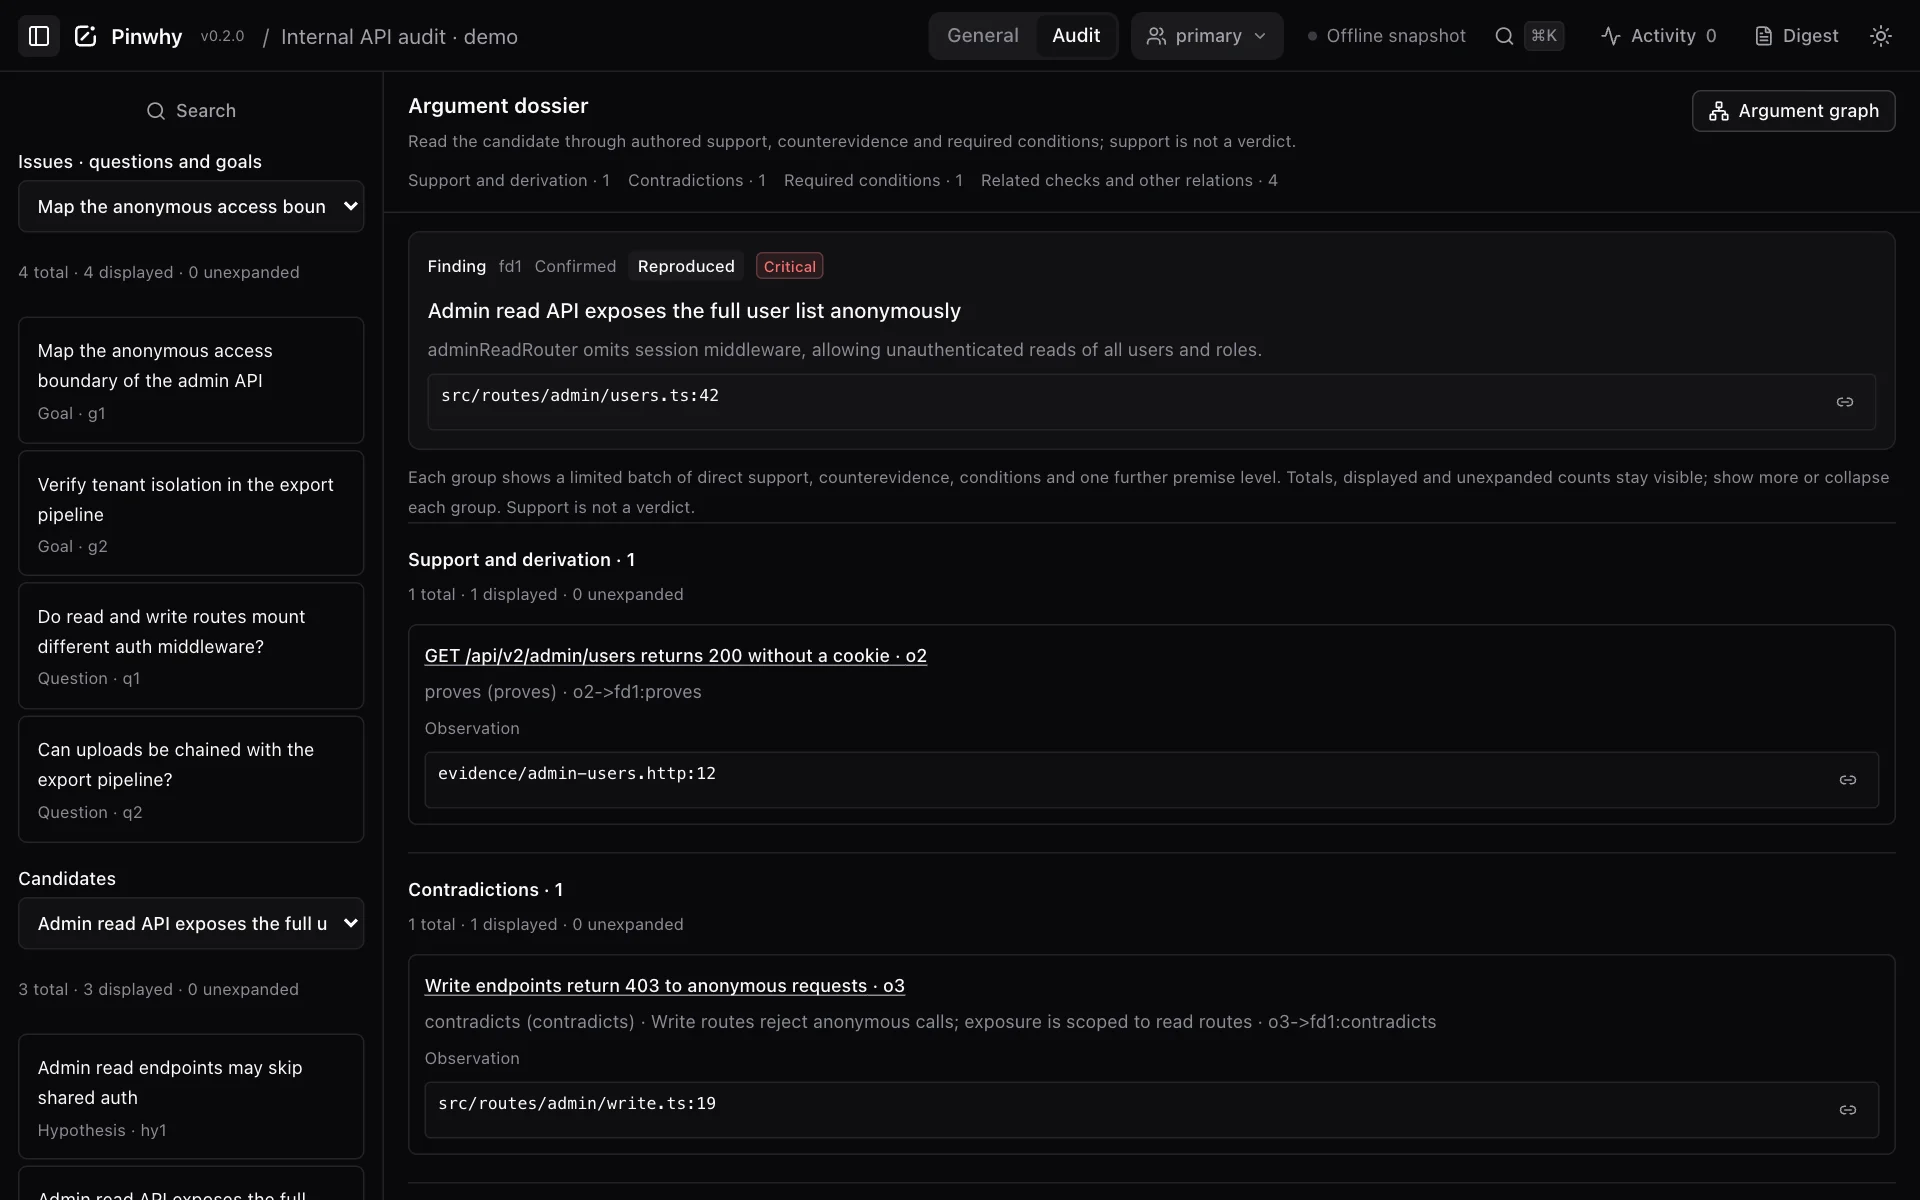 Pinwhy v0.2.0 / Internal API audit · demo
General Audit primary Offline snapshot ⌘K Activity 0 Digest
Search
Issues · questions and goals
Map the anonymous access boun
4 total · 4 displayed · 0 unexpanded
Map the anonymous access
boundary of the admin API
Goal · g1
Verify tenant isolation in the export
pipeline
Goal · g2
Do read and write routes mount
different auth middleware?
Question · q1
Can uploads be chained with the
export pipeline?
Question · q2
Candidates
Admin read API exposes the full u
3 total · 3 displayed · 0 unexpanded
Admin read endpoints may skip
shared auth
Hypothesis · hy1
Admin read API exposes the full
Argument dossier
Argument graph
Read the candidate through authored support, counterevidence and required conditions; support is not a verdict.
Support and derivation · 1 Contradictions · 1 Required conditions · 1 Related checks and other relations · 4
Finding fd1 Confirmed Reproduced Critical
Admin read API exposes the full user list anonymously
adminReadRouter omits session middleware, allowing unauthenticated reads of all users and roles.
src/routes/admin/users.ts:42
Each group shows a limited batch of direct support, counterevidence, conditions and one further premise level. Totals, displayed and unexpanded counts stay visible; show more or collapse
each group. Support is not a verdict.
Support and derivation · 1
1 total · 1 displayed · 0 unexpanded
GET /api/v2/admin/users returns 200 without a cookie · o2
proves (proves) · o2->fd1:proves
Observation
evidence/admin-users.http:12
Contradictions · 1
1 total · 1 displayed · 0 unexpanded
Write endpoints return 403 to anonymous requests · o3
contradicts (contradicts) · Write routes reject anonymous calls; exposure is scoped to read routes · o3->fd1:contradicts
Observation
src/routes/admin/write.ts:19